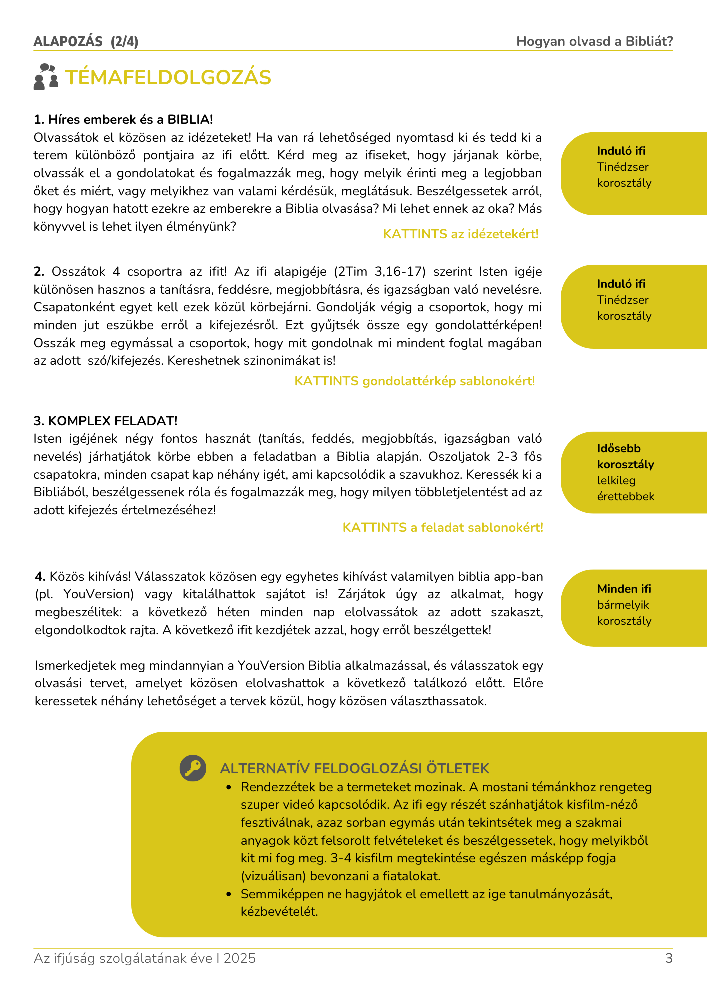 ALAPOZÁS (2/4)
Hogyan olvasd a Bibliát?
TÉMAFELDOLGOZÁS
1. Híres emberek és a BIBLIA!
Olvassátok el közösen az idézeteket! Ha van rá lehetőséged nyomtasd ki és tedd ki a
terem különböző pontjaira az ifi előtt. Kérd meg az ifiseket, hogy járjanak körbe,
olvassák el a gondolatokat és fogalmazzák meg, hogy melyik érinti meg a legjobban
őket és miért, vagy melyikhez van valami kérdésük, meglátásuk. Beszélgessetek arról,
hogy hogyan hatott ezekre az emberekre a Biblia olvasása? Mi lehet ennek az oka? Más
könyvvel is lehet ilyen élményünk?
KATTINTS az idézetekért!
Induló ifi
Tinédzser
korosztály
2. Osszátok 4 csoportra az ifit! Az ifi alapigéje (2Tim 3,16-17) szerint Isten igéje
különösen hasznos a tanításra, feddésre, megjobbításra, és igazságban való nevelésre.
Csapatonként egyet kell ezek közül körbejárni. Gondolják végig a csoportok, hogy mi
minden jut eszükbe erről a kifejezésről. Ezt gyűjtsék össze egy gondolattérképen!
Osszák meg egymással a csoportok, hogy mit gondolnak mi mindent foglal magában
az adott szó/kifejezés. Kereshetnek szinonimákat is!
KATTINTS gondolattérkép sablonokért!
Induló ifi
Tinédzser
korosztály
3. KOMPLEX FELADAT!
Isten igéjének négy fontos hasznát (tanítás, feddés, megjobbítás, igazságban való
nevelés) járhatjátok körbe ebben a feladatban a Biblia alapján. Oszoljatok 2-3 fős
csapatokra, minden csapat kap néhány igét, ami kapcsolódik a szavukhoz. Keressék ki a
Bibliából, beszélgessenek róla és fogalmazzák meg, hogy milyen többletjelentést ad az
adott kifejezés értelmezéséhez!
KATTINTS a feladat sablonokért!
Idősebb
korosztály
lelkileg
érettebbek
4. Közös kihívás! Válasszatok közösen egy egyhetes kihívást valamilyen biblia app-ban
(pl. YouVersion) vagy kitalálhattok sajátot is! Zárjátok úgy az alkalmat, hogy
megbeszélitek: a következő héten minden nap elolvassátok az adott szakaszt,
elgondolkodtok rajta. A következő ifit kezdjétek azzal, hogy erről beszélgettek!
Minden ifi
bármelyik
korosztály
Ismerkedjetek meg mindannyian a YouVersion Biblia alkalmazással, és válasszatok egy
olvasási tervet, amelyet közösen elolvashattok a következő találkozó előtt. Előre
keressetek néhány lehetőséget a tervek közül, hogy közösen választhassatok.
ALTERNATÍV FELDOGLOZÁSI ÖTLETEK
• Rendezzétek be a termeteket mozinak. A mostani témánkhoz rengeteg
szuper videó kapcsolódik. Az ifi egy részét szánhatjátok kisfilm-néző
fesztiválnak, azaz sorban egymás után tekintsétek meg a szakmai
anyagok közt felsorolt felvételeket és beszélgessetek, hogy melyikből
kit mi fog meg. 3-4 kisfilm megtekintése egészen másképp fogja
(vizuálisan) bevonzani a fiatalokat.
• Semmiképpen ne hagyjátok el emellett az ige tanulmányozását,
kézbevételét.
Az ifjúság szolgálatának éve I 2025
3